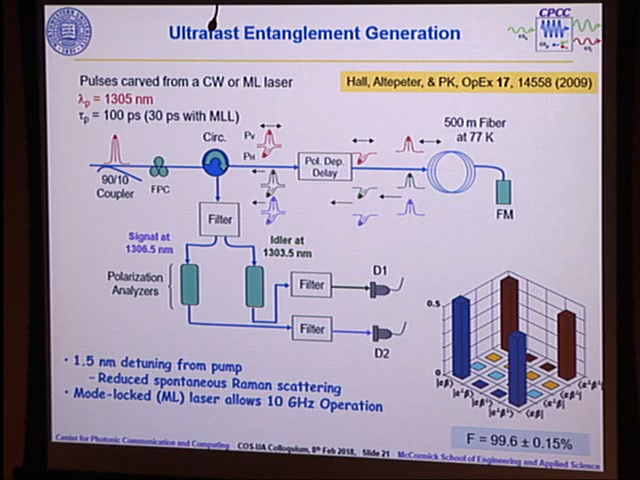 Ultrafast Entanglement Generation
CPCC
Pulses carved from a CW or ML laser
λp = 1305 nm
τp = 100 ps (30 ps with MLL)
Hall, Altepeter, & PK, OpEx 17, 14558 (2009)
90/10
Coupler
FPC
Circ.
PV
PH
Pol. Dep.
Delay
500 m Fiber
at 77 K
FM
Filter
Signal at
1306.5 nm
Idler at
1303.5 nm
Polarization
Analyzers
Filter
D1
Filter
D2
0.5
0
· 1.5 nm detuning from pump
– Reduced spontaneous Raman scattering
· Mode-locked (ML) laser allows 10 GHz Operation
F = 99.6 ± 0.15%
Center for Photonic Communication and Computing
COS-UA Colloquium, 8th Feb 2018, Slide 21
McCormick School of Engineering and Applied Science